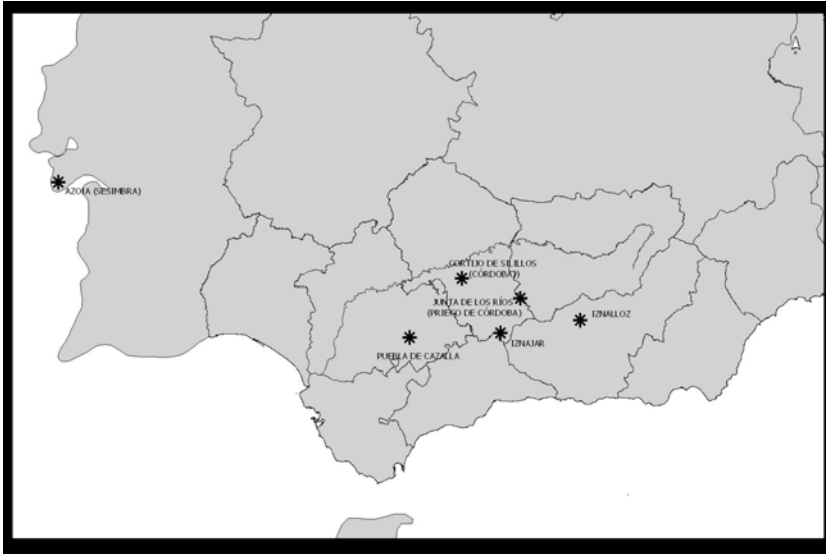 AZOIA (SESIMBRA)
CORTIJO DE SILILLOS
(CÓRDOBA)
JUNTA DE LOS RÍOS
(PRIEGO DE CÓRDOBA)
IZNALLOZ
IZNAJAR
PUEBLA DE CAZALLA